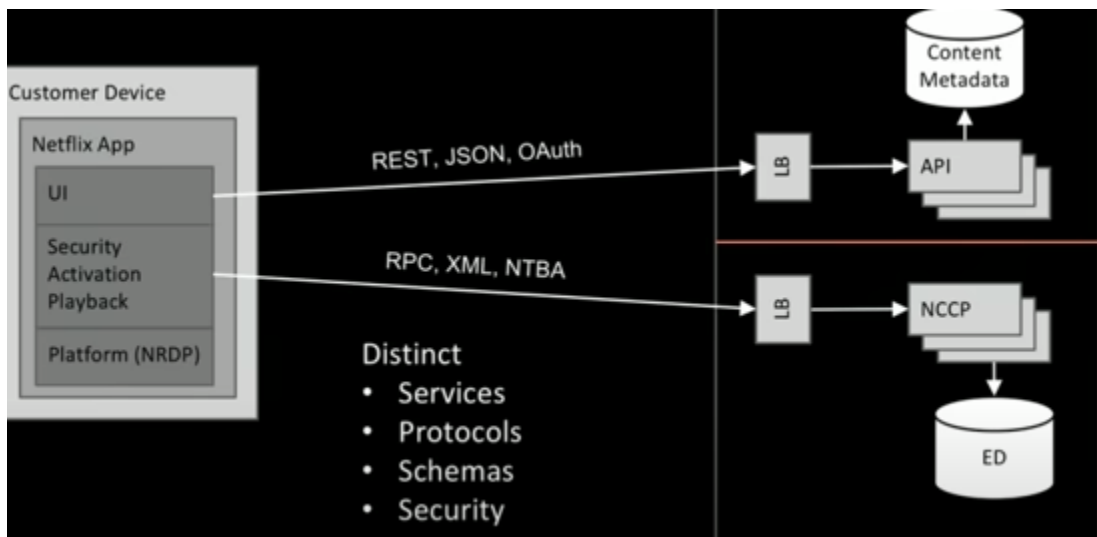 Customer Device
Netflix App
UI
Security
Activation
Playback
Platform (NRDP)
REST, JSON, OAuth
RPC, XML, NTBA
Distinct
• Services
• Protocols
• Schemas
• Security
LB
API
Content
Metadata
LB
NCCP
ED